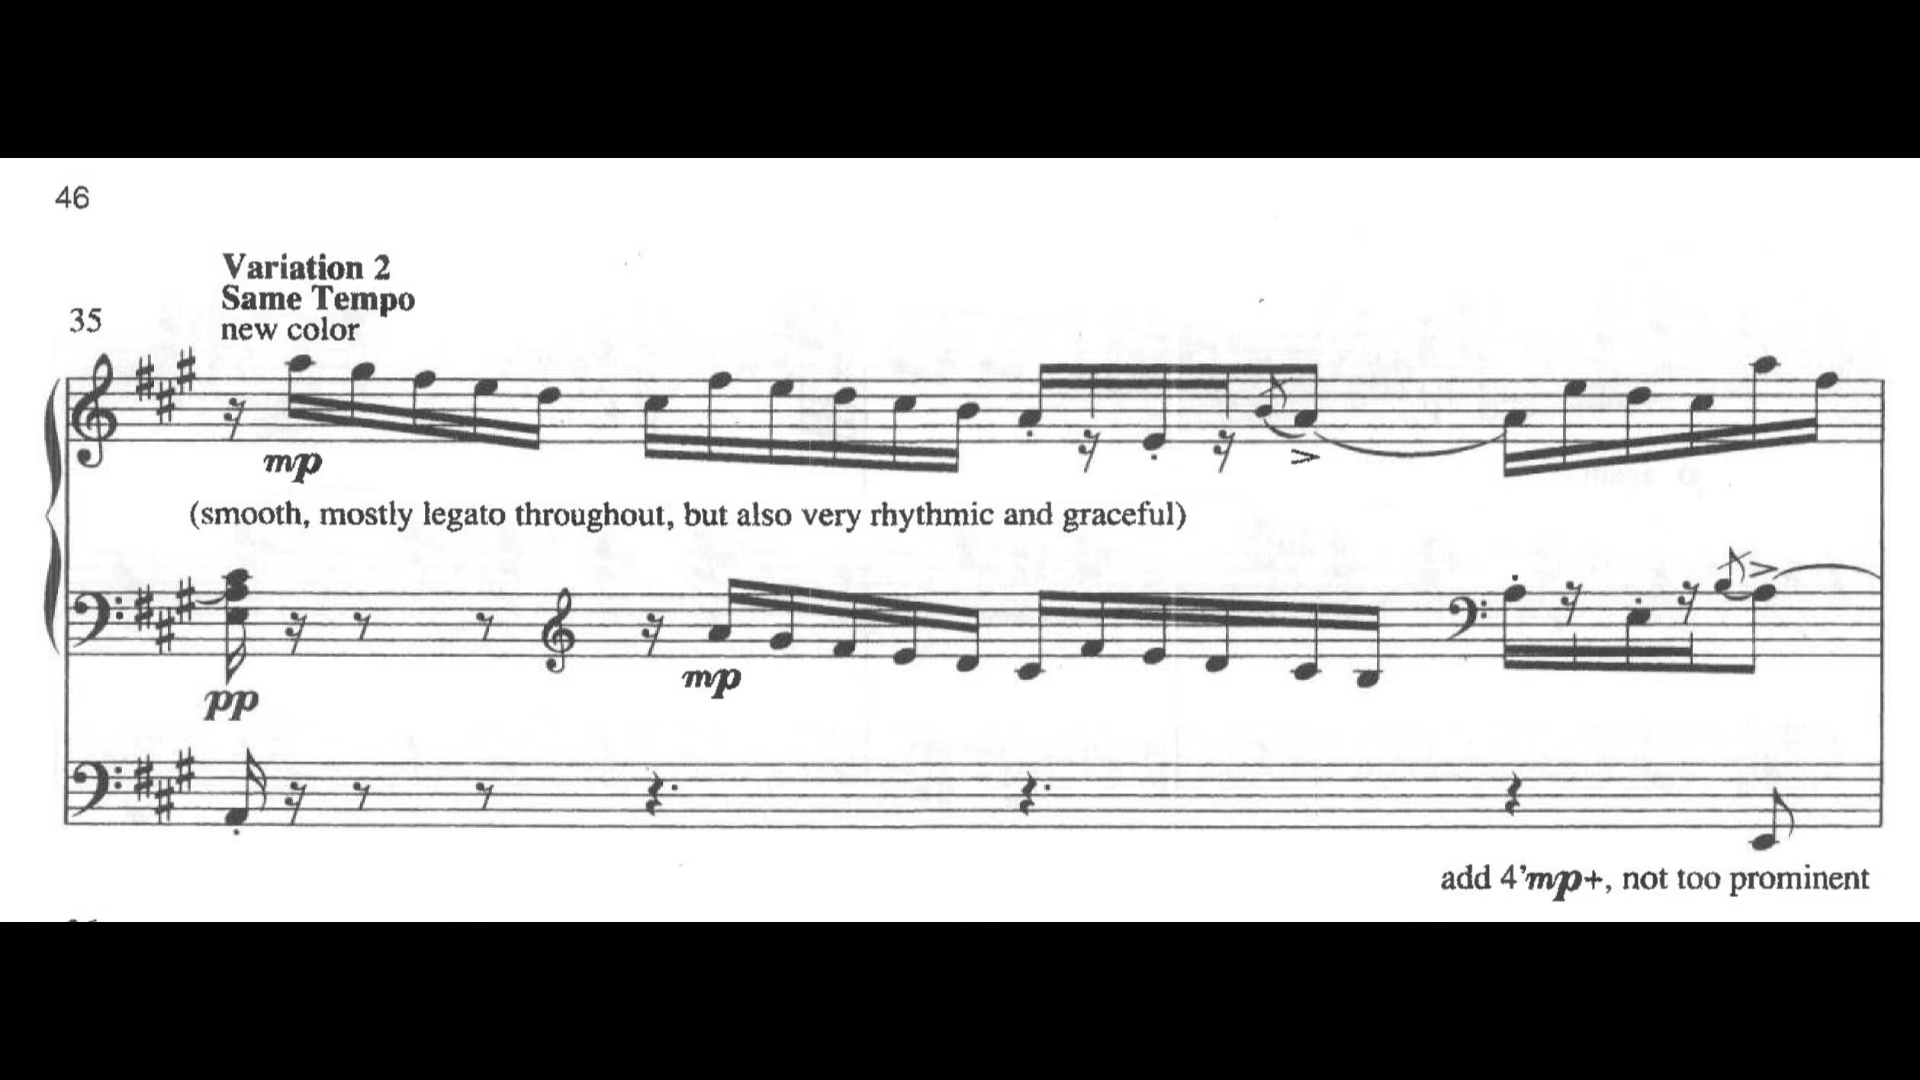 46
Variation 2
Same Tempo
35
new color
mp
(smooth, mostly legato throughout, but also very rhythmic and graceful)
mp
pp
add 4’mp+, not too prominent